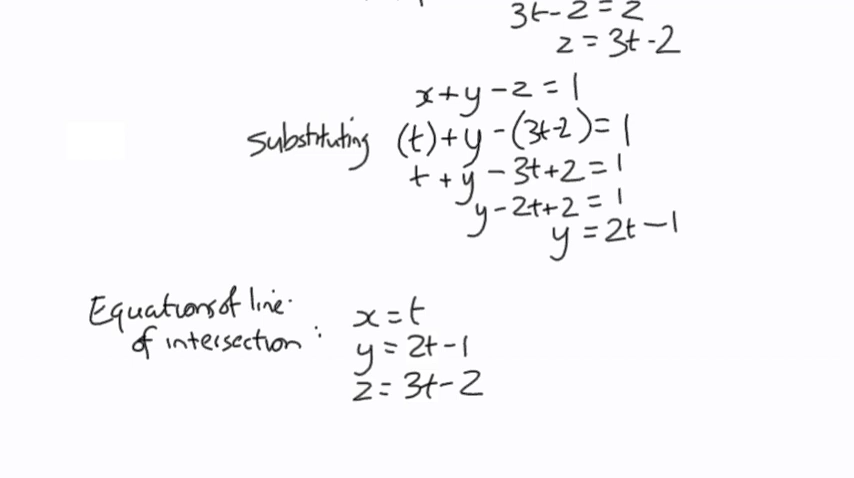 3t-2=z
z=3t-2
x+y-z=1
Substituting (t)+y-(3t-2)=1
t+y-3t+2=1
y-2t+2=1
y=2t-1
Equations of line
of intersection:
x=t
y=2t-1
z=3t-2